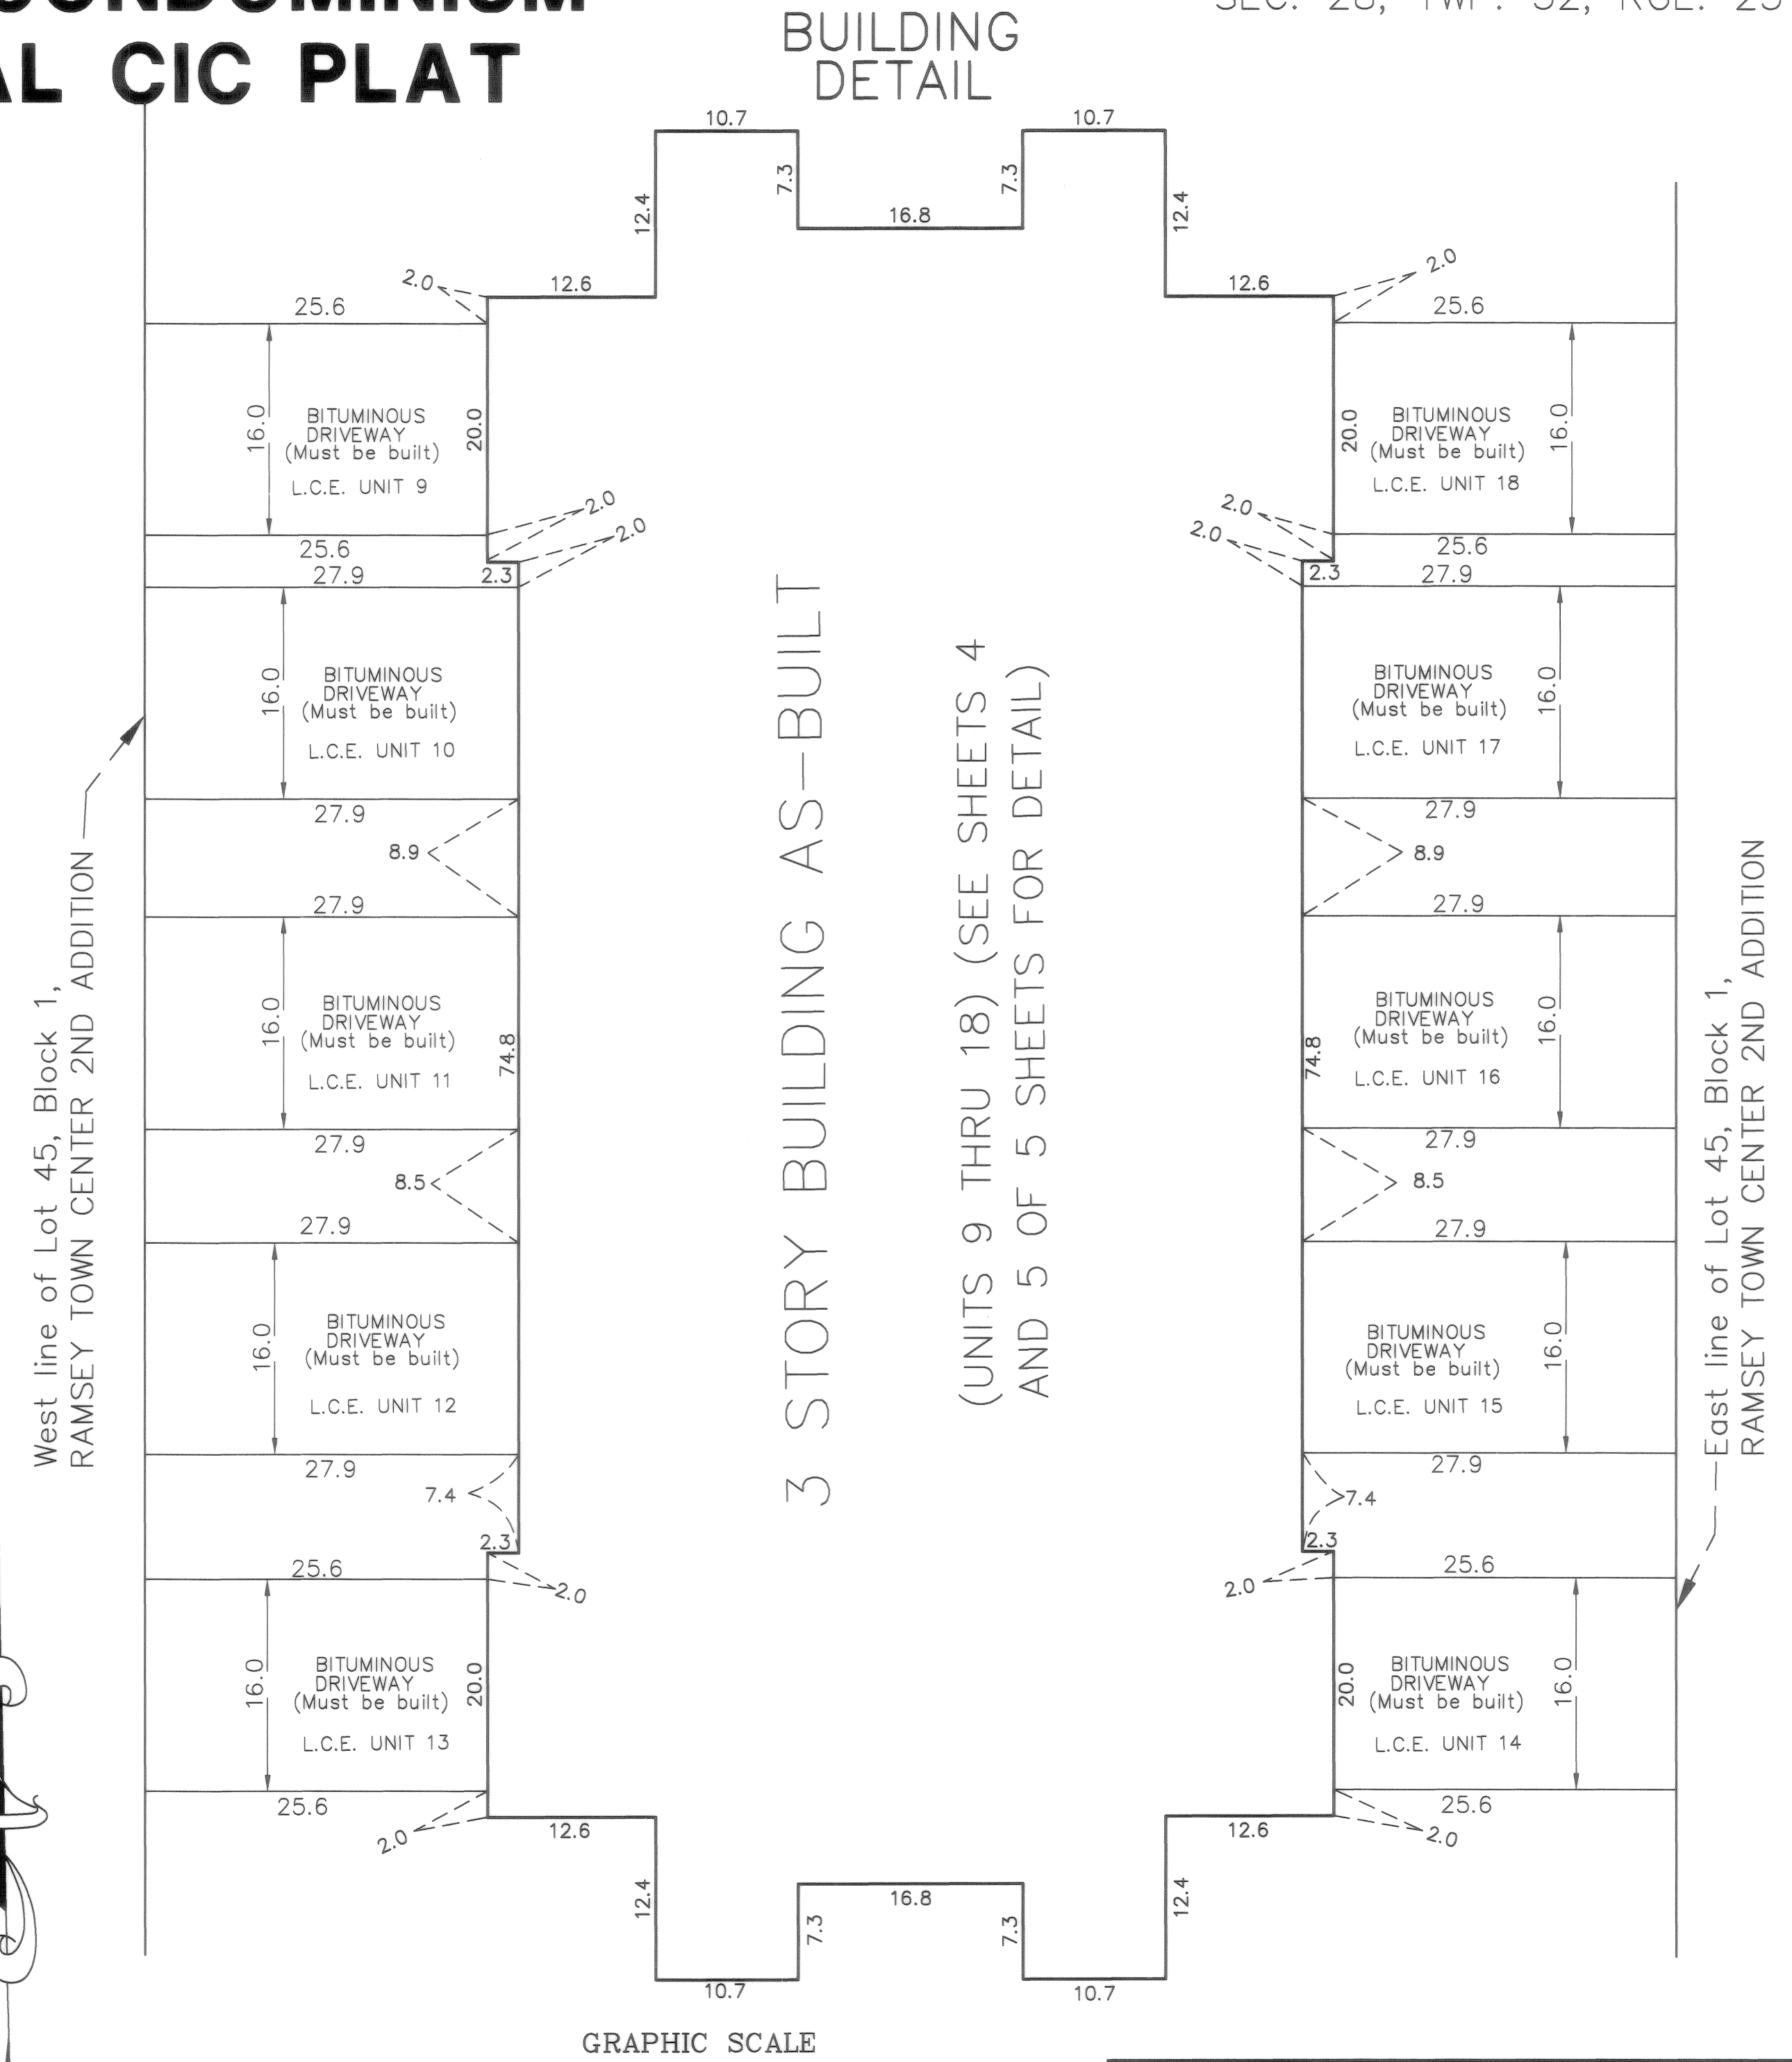 AL CIC PLAT
BUILDING
DETAIL
10.7
10.7
7.3
7.3
12.4
12.4
16.8
2.0
12.6
12.6
2.0
25.6
25.6
16.0
BITUMINOUS
DRIVEWAY
(Must be built)
L.C.E. UNIT 9
20.0
20.0
BITUMINOUS
DRIVEWAY
(Must be built)
L.C.E. UNIT 18
16.0
2.0
2.0
2.0
2.0
25.6
25.6
27.9
2.3
2.3
27.9
16.0
BITUMINOUS
DRIVEWAY
(Must be built)
L.C.E. UNIT 10
BITUMINOUS
DRIVEWAY
(Must be built)
L.C.E. UNIT 17
16.0
27.9
27.9
8.9
8.9
27.9
27.9
16.0
BITUMINOUS
DRIVEWAY
(Must be built)
L.C.E. UNIT 11
74.8
74.8
BITUMINOUS
DRIVEWAY
(Must be built)
L.C.E. UNIT 16
16.0
27.9
27.9
8.5
8.5
27.9
27.9
16.0
BITUMINOUS
DRIVEWAY
(Must be built)
L.C.E. UNIT 12
BITUMINOUS
DRIVEWAY
(Must be built)
L.C.E. UNIT 15
16.0
27.9
27.9
7.4
7.4
2.3
2.3
25.6
25.6
2.0
2.0
16.0
BITUMINOUS
DRIVEWAY
(Must be built)
L.C.E. UNIT 13
20.0
20.0
BITUMINOUS
DRIVEWAY
(Must be built)
L.C.E. UNIT 14
16.0
25.6
25.6
2.0
12.6
12.6
2.0
12.4
16.8
12.4
7.3
7.3
10.7
10.7
West line of Lot 45, Block 1,
RAMSEY TOWN CENTER 2ND ADDITION
3 STORY BUILDING AS-BUILT
(UNITS 9 THRU 18) (SEE SHEETS 4
AND 5 OF 5 SHEETS FOR DETAIL)
East line of Lot 45, Block 1,
RAMSEY TOWN CENTER 2ND ADDITION
GRAPHIC SCALE